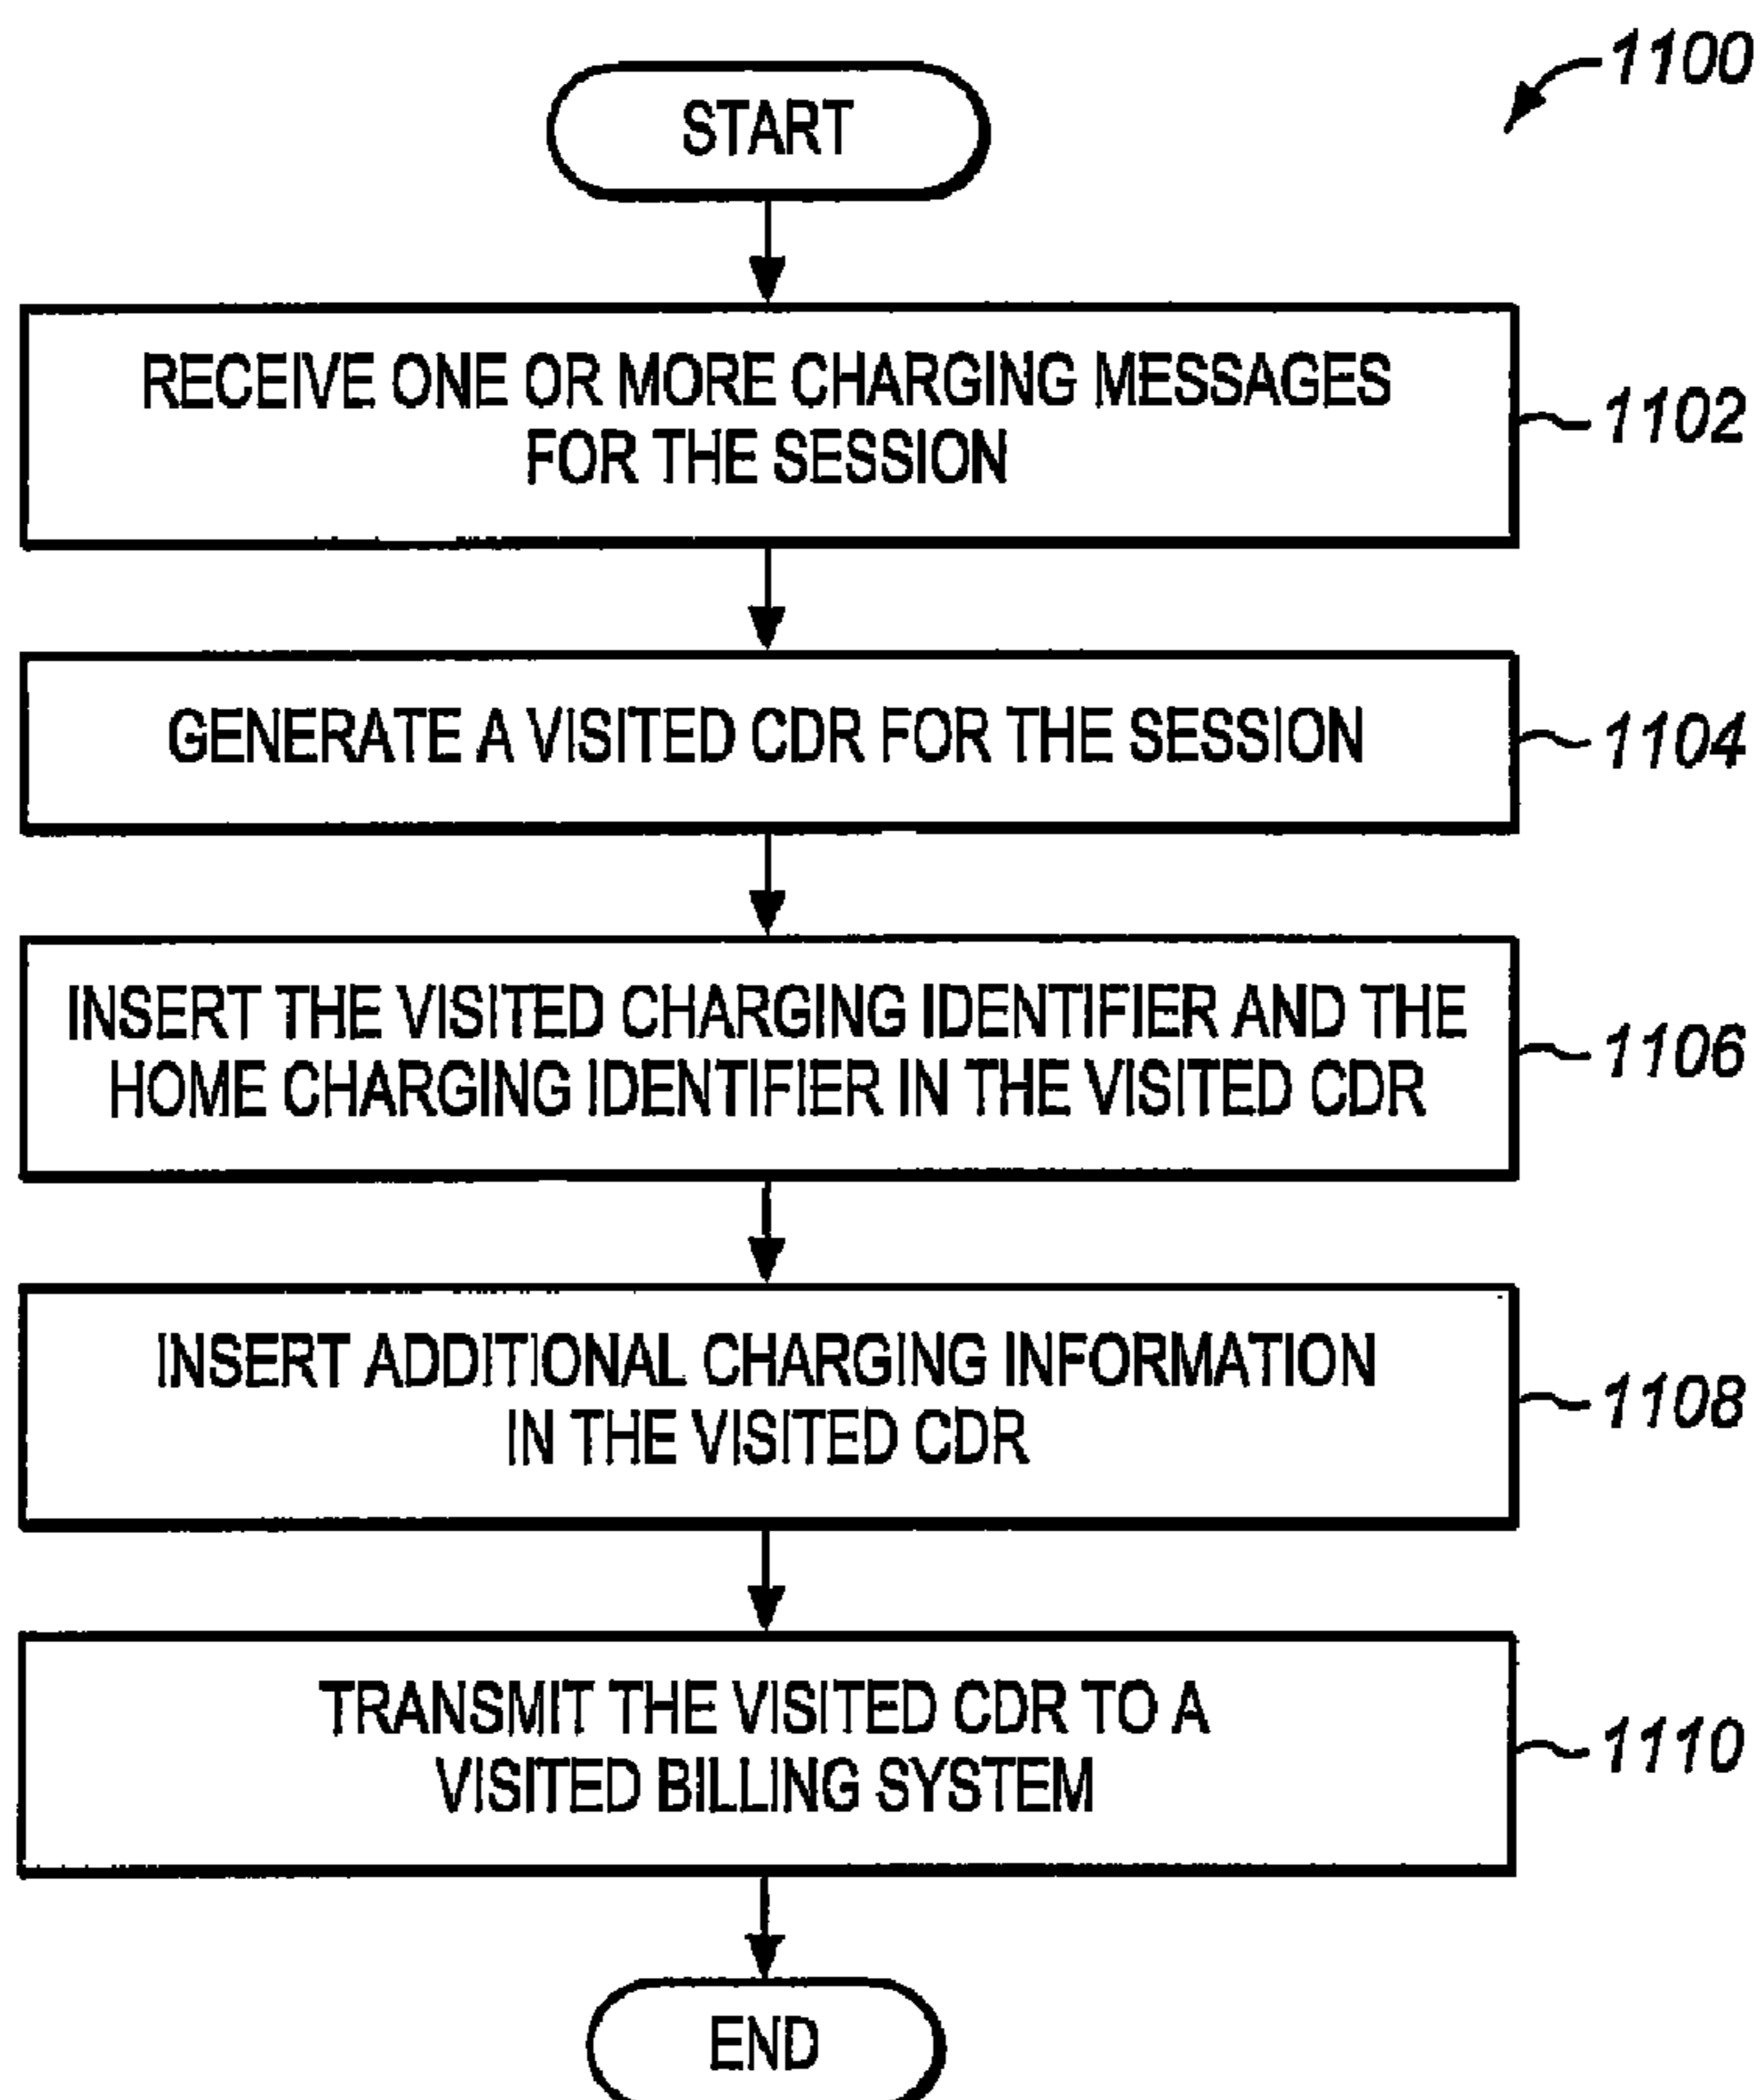 1100
START
RECEIVE ONE OR MORE CHARGING MESSAGES
FOR THE SESSION
1102
GENERATE A VISITED CDR FOR THE SESSION
1104
INSERT THE VISITED CHARGING IDENTIFIER AND THE
HOME CHARGING IDENTIFIER IN THE VISITED CDR
1106
INSERT ADDITIONAL CHARGING INFORMATION
IN THE VISITED CDR
1108
TRANSMIT THE VISITED CDR TO A
VISITED BILLING SYSTEM
1110
END